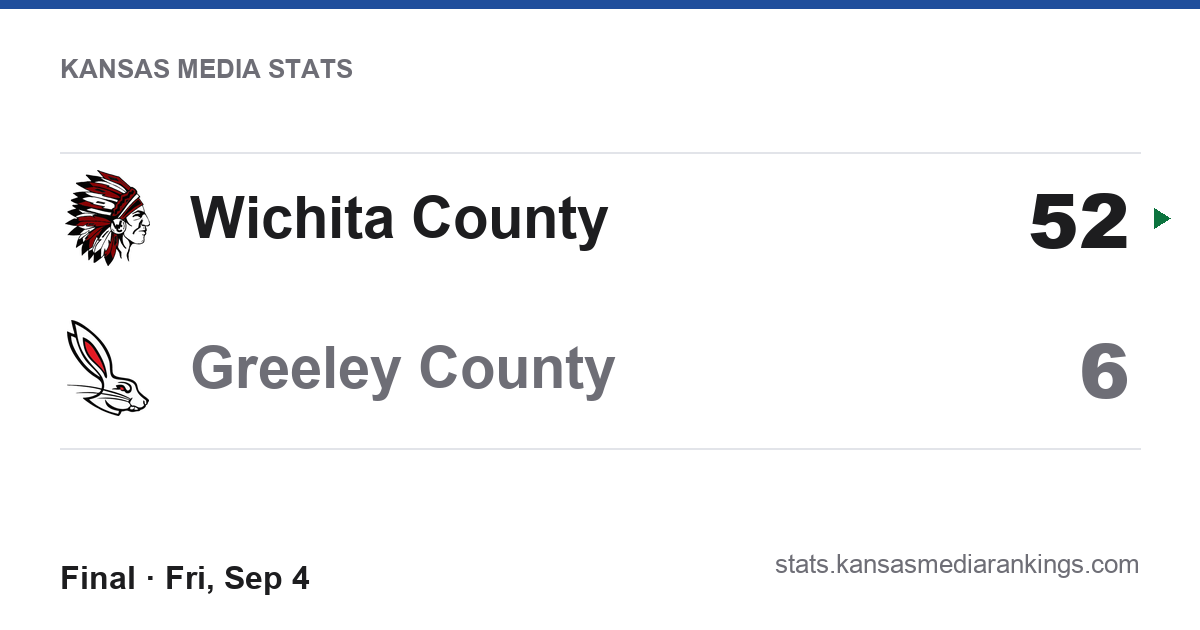 KANSAS MEDIA STATS
Wichita County 52
Greeley County 6
Final · Fri, Sep 4
stats.kansasmediarankings.com